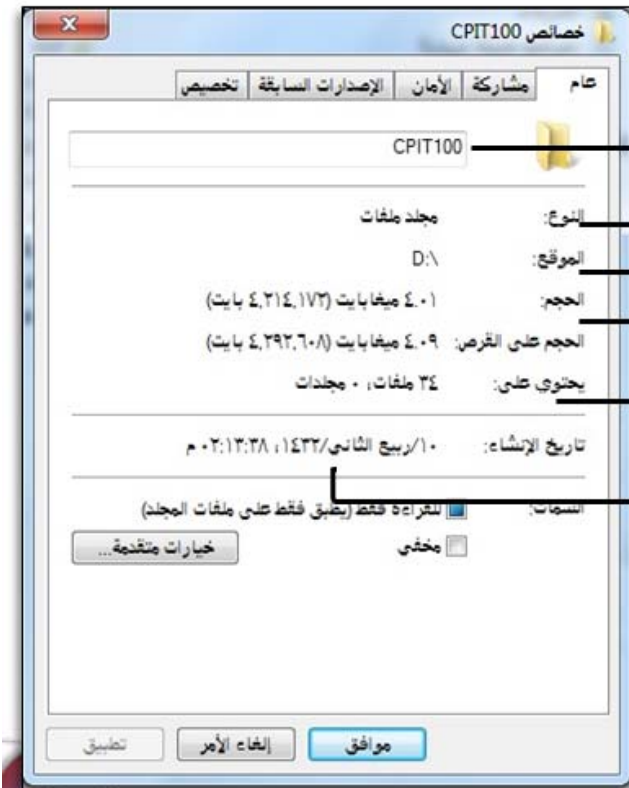 خصائص CPIT100
عام مشاركة الأمان الإصدارات السابقة تخصيص
CPIT100
النوع: مجلد ملفات
الموقع: D:\
الحجم: ٤.٠١ ميغابايت (٤,٢١٤,١٧٢ بايت)
الحجم على القرص: ٤.٠٩ ميغابايت (٤,٢٩٢,٦٠٨ بايت)
يحتوي على: ٣٤ ملفات، ٠ مجلدات
تاريخ الإنشاء: ١٠/ربيع الثاني/١٤٣٢، ٠٢:١٣:٣٨ م
السمات: للقراءة فقط (يطبق فقط على ملفات المجلد)
مخفي
خيارات متقدمة...
موافق إلغاء الأمر تطبيق